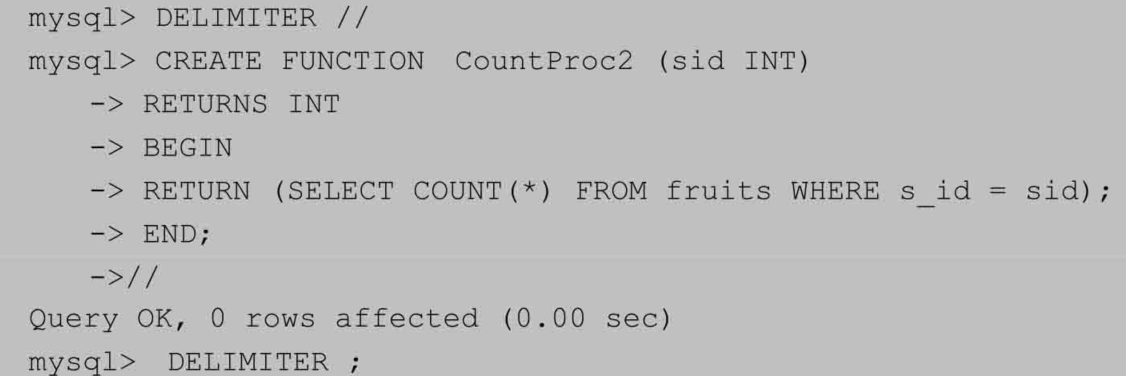 mysql> DELIMITER //
mysql> CREATE FUNCTION  CountProc2 (sid INT)
    -> RETURNS INT
    -> BEGIN
    -> RETURN (SELECT COUNT(*) FROM fruits WHERE s_id = sid);
    -> END;
    ->//
Query OK, 0 rows affected (0.00 sec)
mysql>  DELIMITER ;